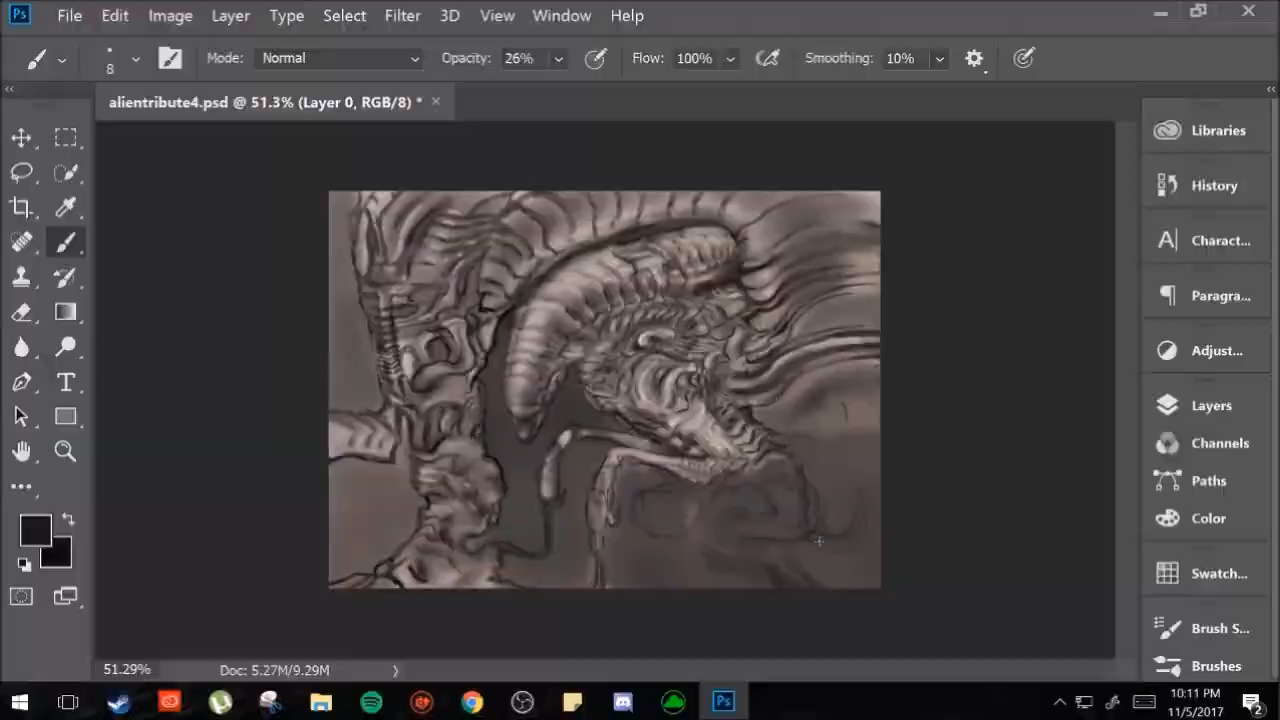 Ps File Edit Image Layer Type Select Filter 3D View Window Help
8 Mode: Normal Opacity: 26% Flow: 100% Smoothing: 10%
alientribute4.psd @ 51.3% (Layer 0, RGB/8) *
Libraries
History
Charact...
Paragra...
Adjust...
Layers
Channels
Paths
Color
Swatch...
Brush S...
Brushes
51.29% Doc: 5.27M/9.29M
Ps
10:11 PM
11/5/2017
2